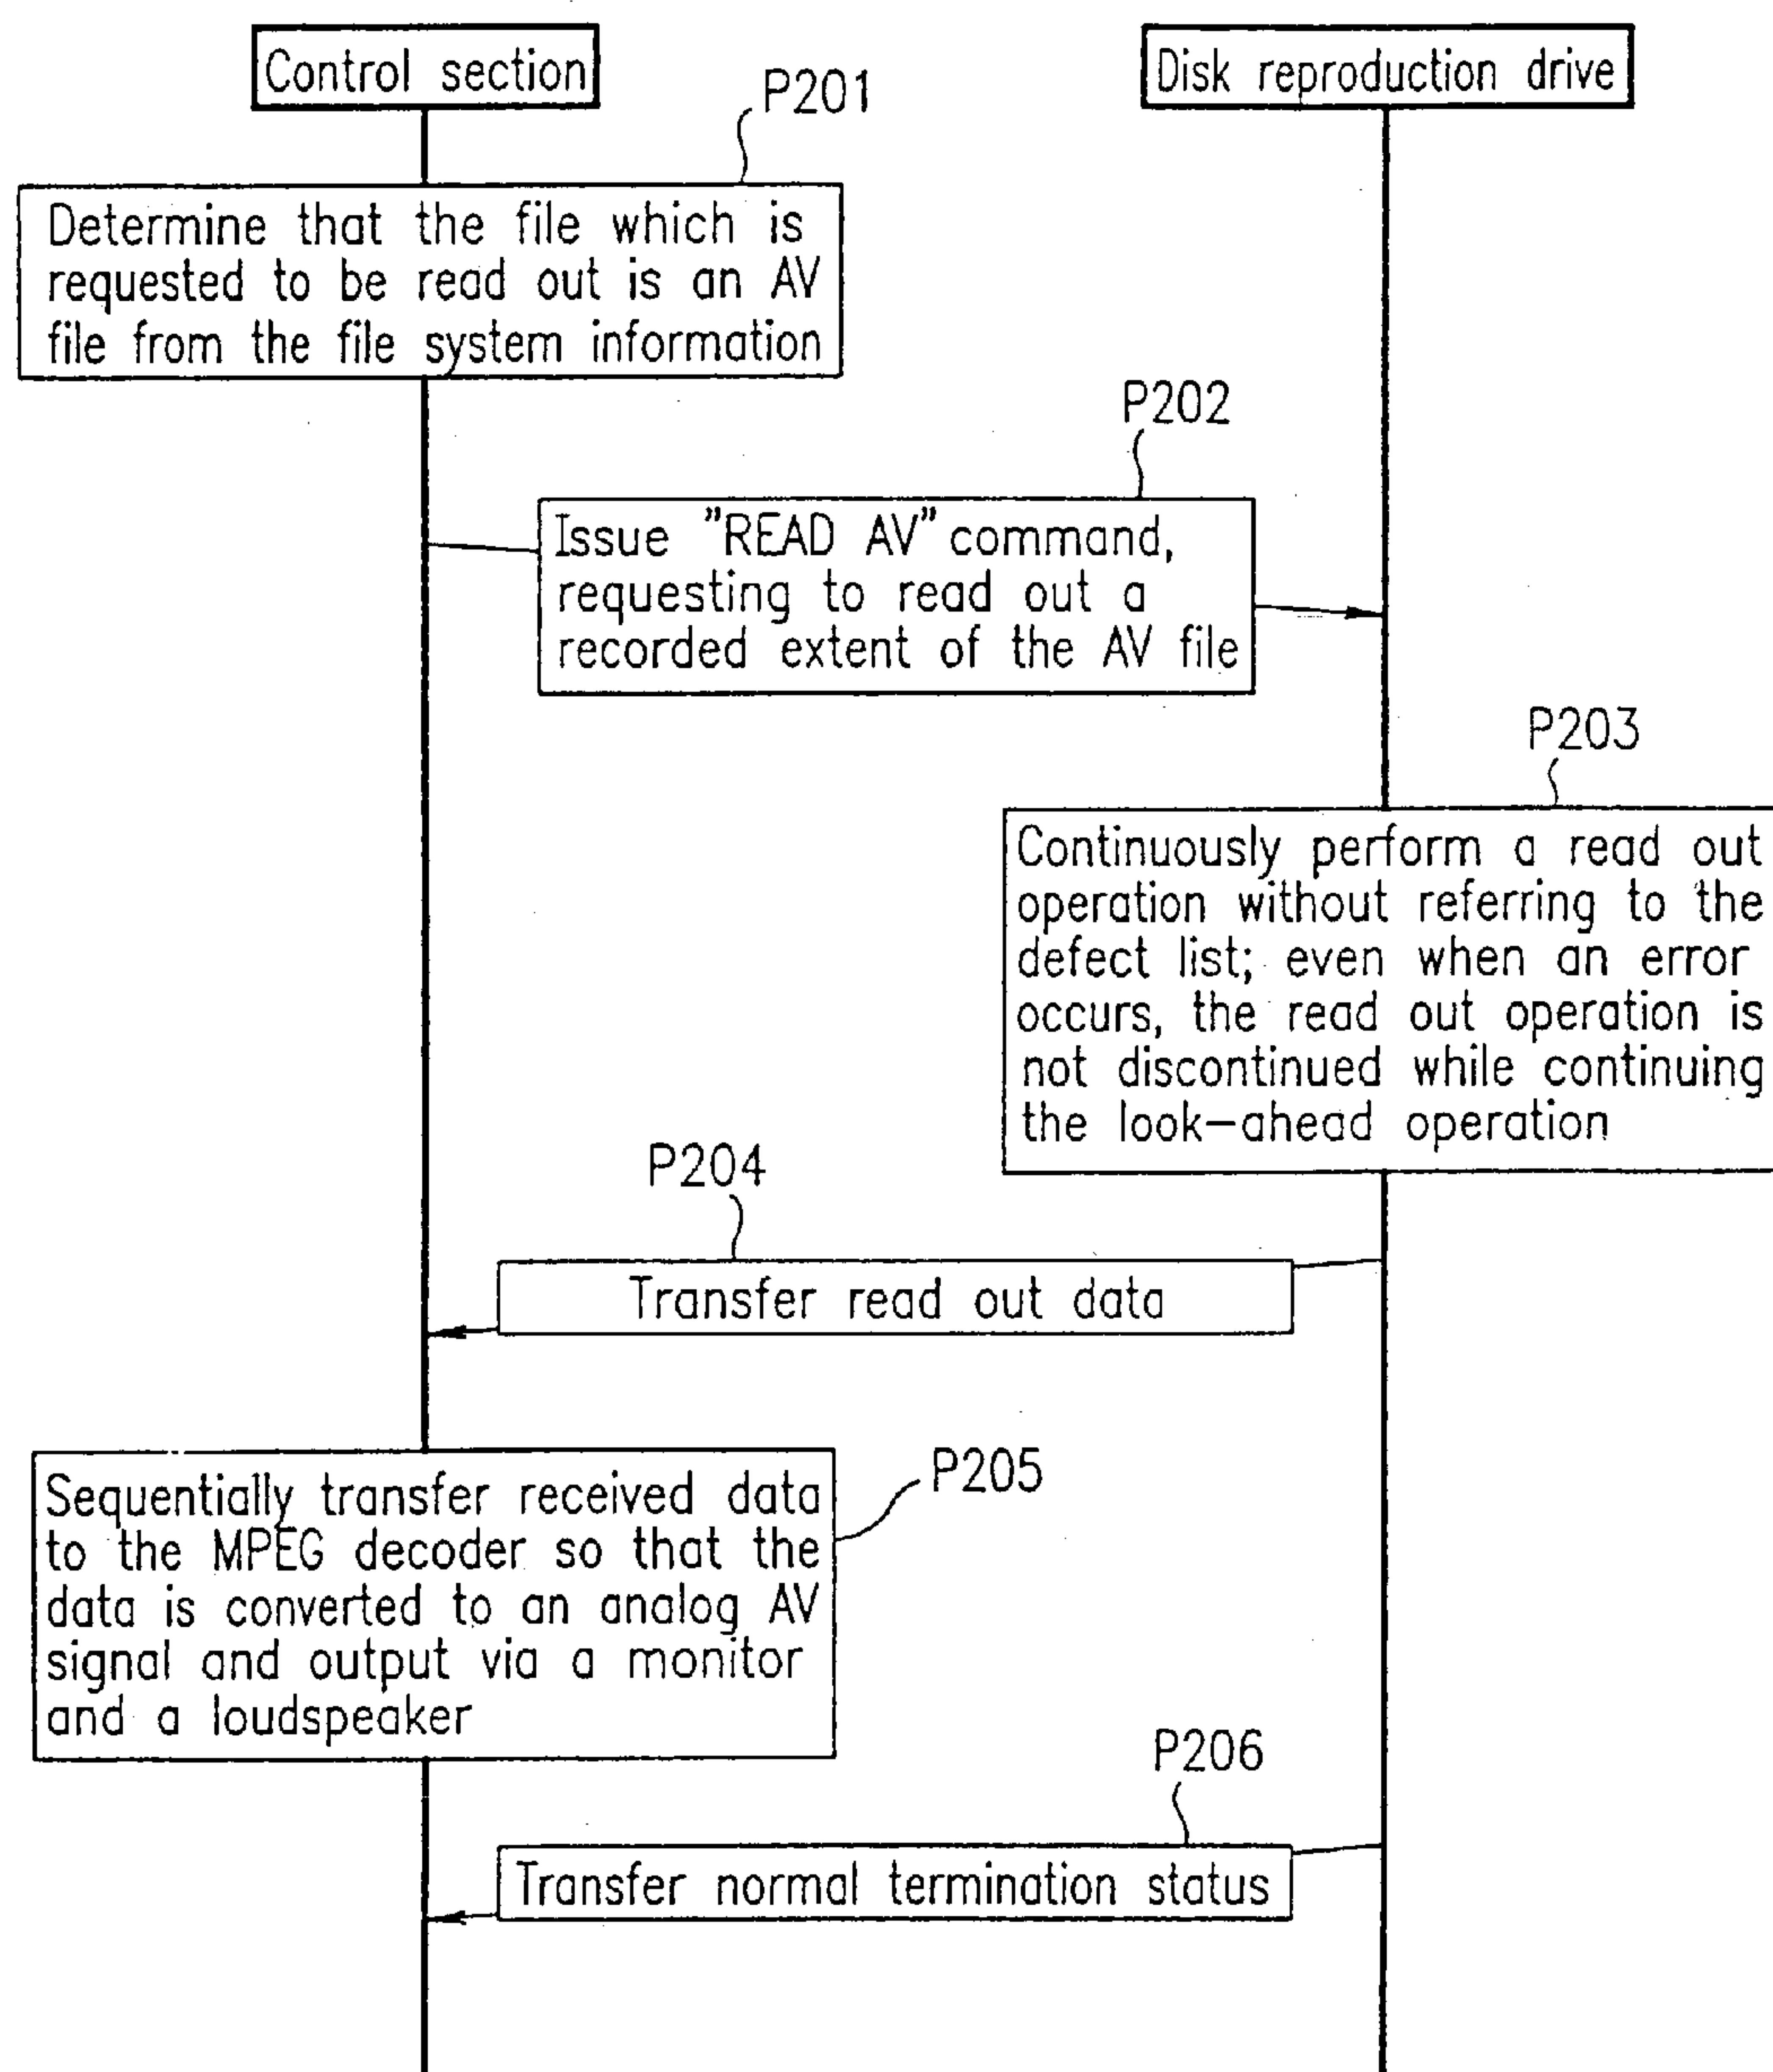 Control section
Disk reproduction drive
P201
Determine that the file which is
requested to be read out is an AV
file from the file system information
P202
Issue "READ AV" command,
requesting to read out a
recorded extent of the AV file
P203
Continuously perform a read out
operation without referring to the
defect list; even when an error
occurs, the read out operation is
not discontinued while continuing
the look-ahead operation
P204
Transfer read out data
P205
Sequentially transfer received data
to the MPEG decoder so that the
data is converted to an analog AV
signal and output via a monitor
and a loudspeaker
P206
Transfer normal termination status